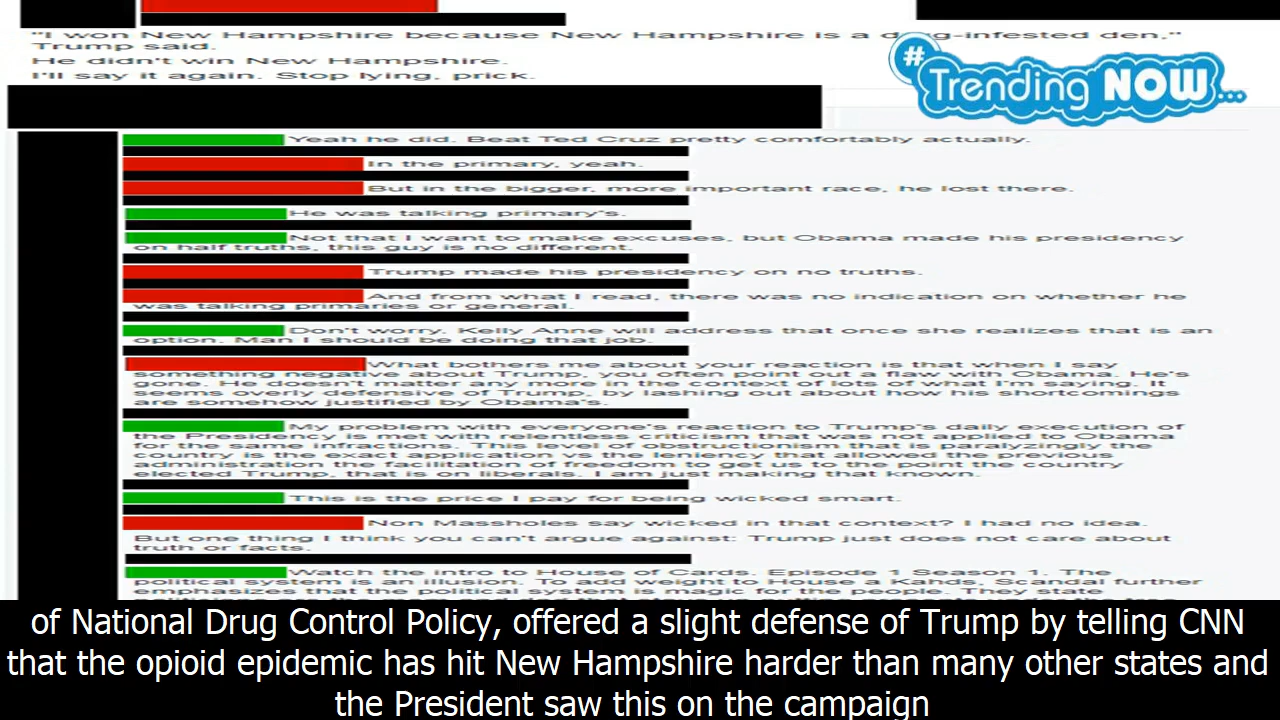 "I won New Hampshire because New Hampshire is a drug-infested den,"
Trump said.
He didn't win New Hampshire.
I'll say it again. Stop lying, prick.
# Trending NOW...
Yeah he did. Beat Ted Cruz pretty comfortably actually.
In the primary, yeah.
But in the bigger, more important race, he lost there.
He was talking primary's.
Not that I want to make excuses, but Obama made his presidency
on half truths, this guy is no different.
Trump made his presidency on no truths.
And from what I read, there was no indication on whether he
was talking primaries or general.
Don't worry. Kelly Anne will address that once she realizes that is an
option. Man I should be doing that job.
What bothers me about your reaction is that when I say
something negative about Trump, you often point out a flaw with Obama. He's
gone. He doesn't matter any more in the context of lots of what I'm saying. It
seems overly defensive of Trump, by lashing out about how his shortcomings
are somehow justified by Obama's.
My problem with everyone's reaction to Trump's daily execution of
the Presidency is met with relentless criticism that was not applied to Obama
for the same infractions. This level of obstructionism that is paralyzingly the
country is the exact application vs the leniency that allowed the previous
administration the facilitation of freedom to get us to the point the country
elected Trump, that is on liberals. I am just making that known.
This is the price I pay for being wicked smart.
Non Massholes say wicked in that context? I had no idea.
But one thing I think you can't argue against: Trump just does not care about
truth or facts.
Watch the intro to House of Cards. Episode 1 Season 1. The
political system is an illusion. To add weight to House a Kahds, Scandal further
emphasizes that the political system is magic for the people. They state
of National Drug Control Policy, offered a slight defense of Trump by telling CNN
that the opioid epidemic has hit New Hampshire harder than many other states and
the President saw this on the campaign